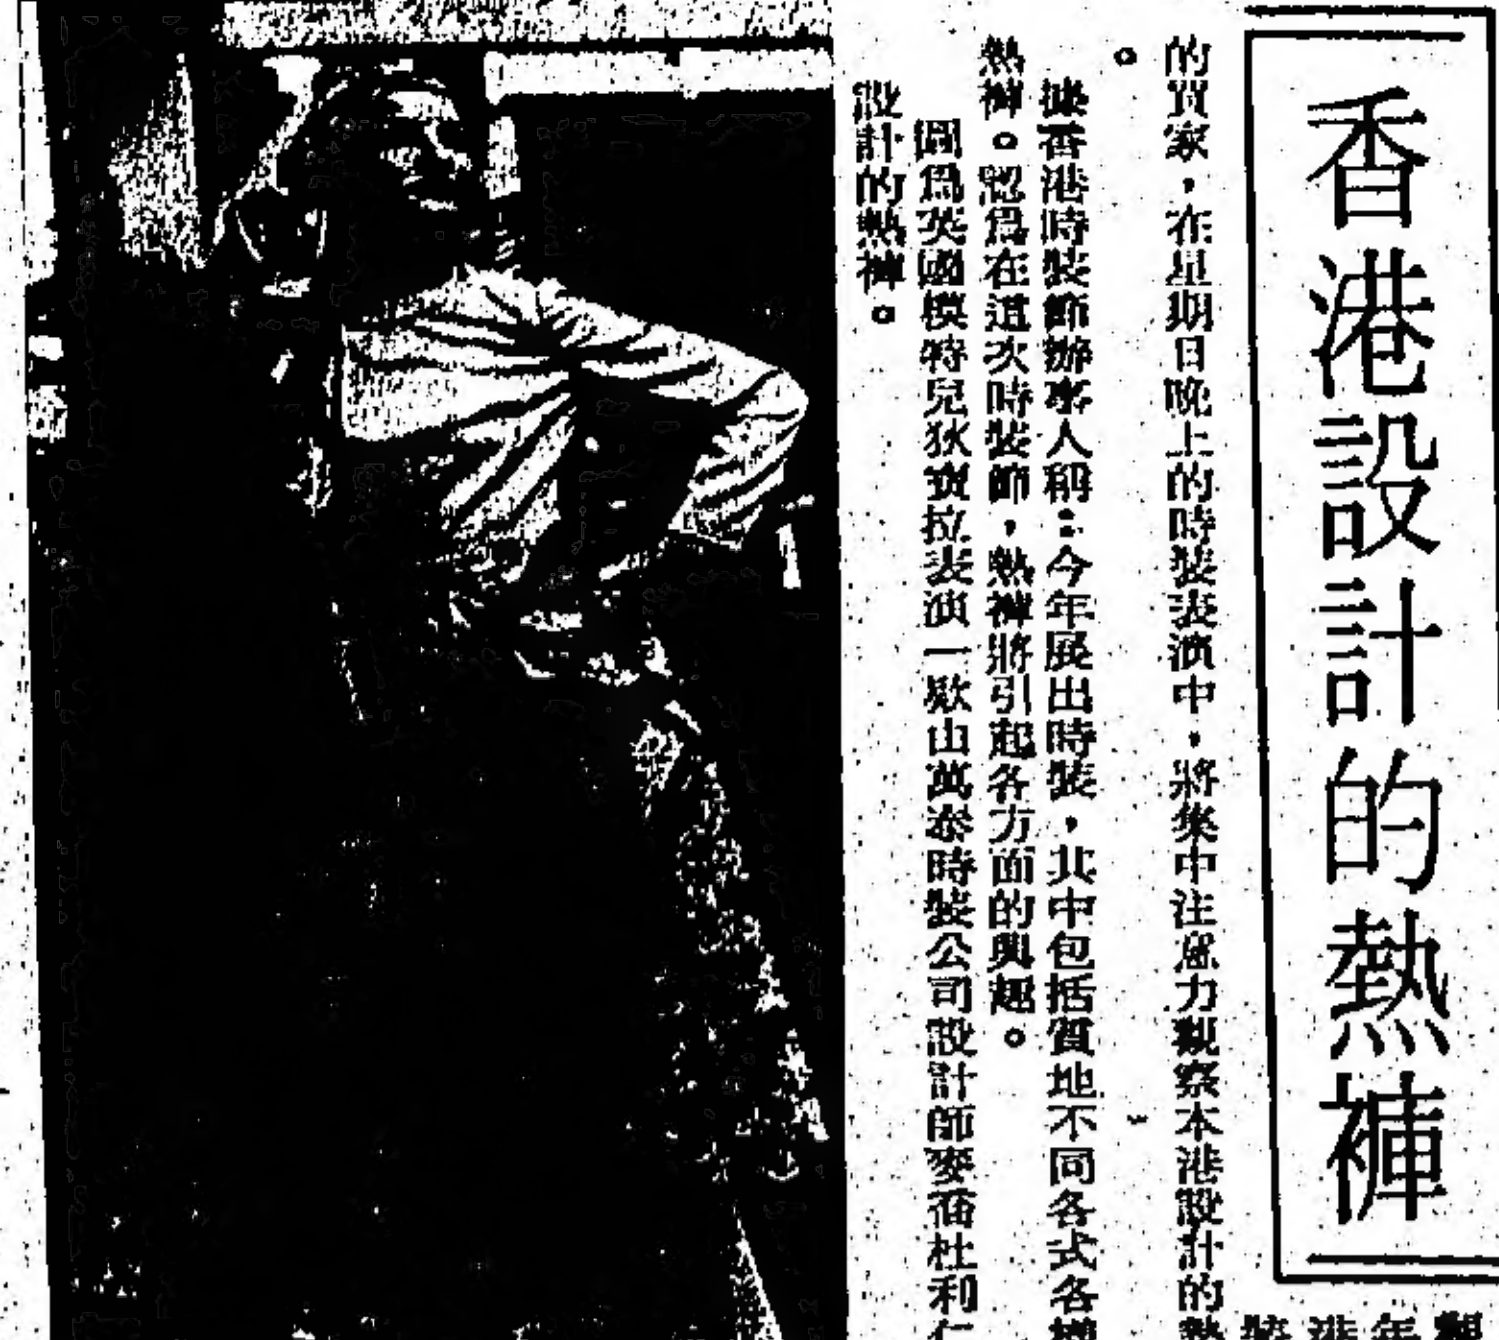 香港設計的熱褲
的買家，在星期日晚上的時裝表演中，將集中注意力觀察本港設計的熱
。
據香港時裝節辦事人稱：今年展出時裝，其中包括質地不同各式各樣
熱褲。認為在這次時裝節，熱褲將引起各方面的興趣。
圖為英國模特兒狄寶拉表演一款山萬泰時裝公司設計師麥喬杜利仁
設計的熱褲。